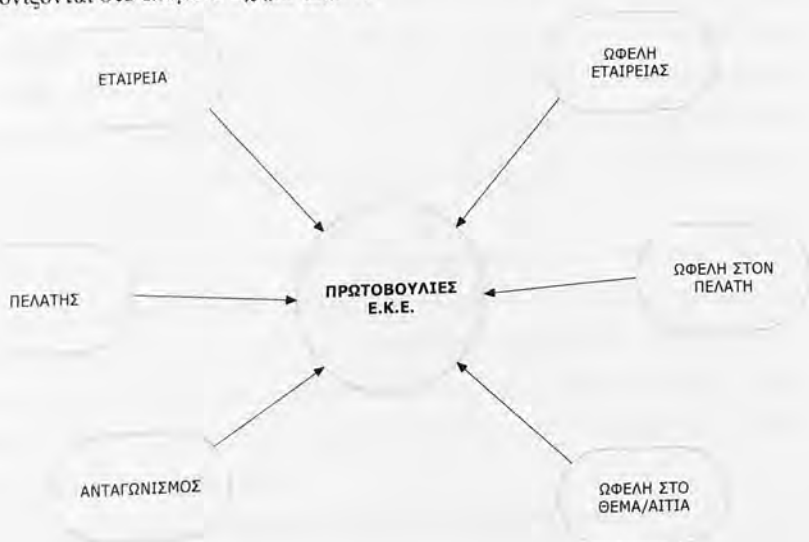 ΕΤΑΙΡΕΙΑ
ΩΦΕΛΗ
ΕΤΑΙΡΕΙΑΣ
ΠΕΛΑΤΗΣ
ΠΡΩΤΟΒΟΥΛΙΕΣ
Ε.Κ.Ε.
ΩΦΕΛΗ ΣΤΟΝ
ΠΕΛΑΤΗ
ΑΝΤΑΓΩΝΙΣΜΟΣ
ΩΦΕΛΗ ΣΤΟ
ΘΕΜΑ/ΑΙΤΙΑ